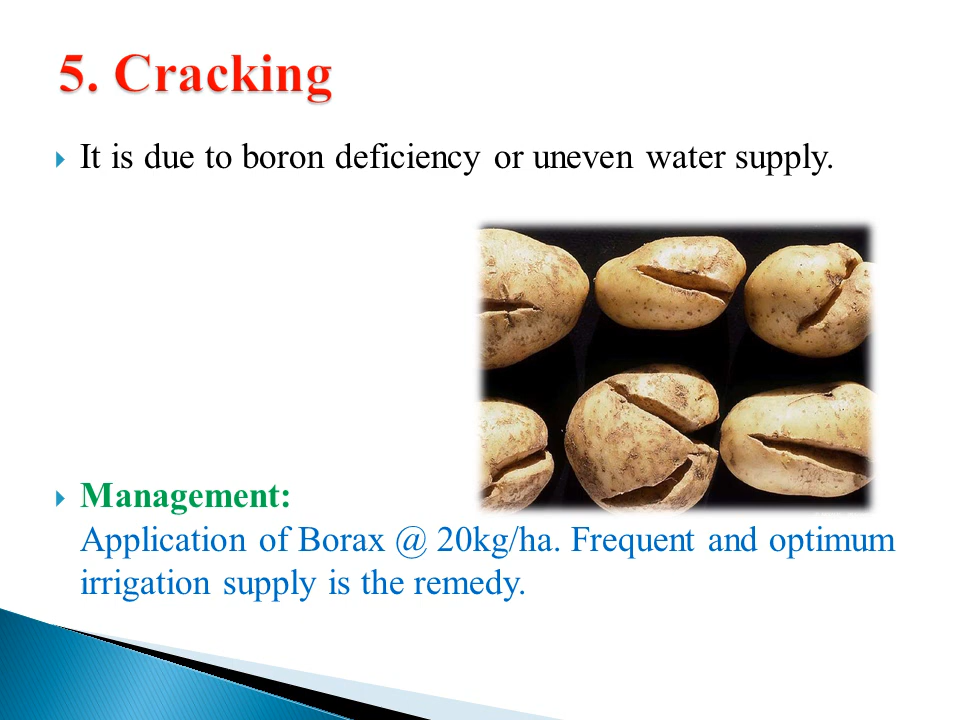 5. Cracking
It is due to boron deficiency or uneven water supply.
Management:
Application of Borax @ 20kg/ha. Frequent and optimum
irrigation supply is the remedy.